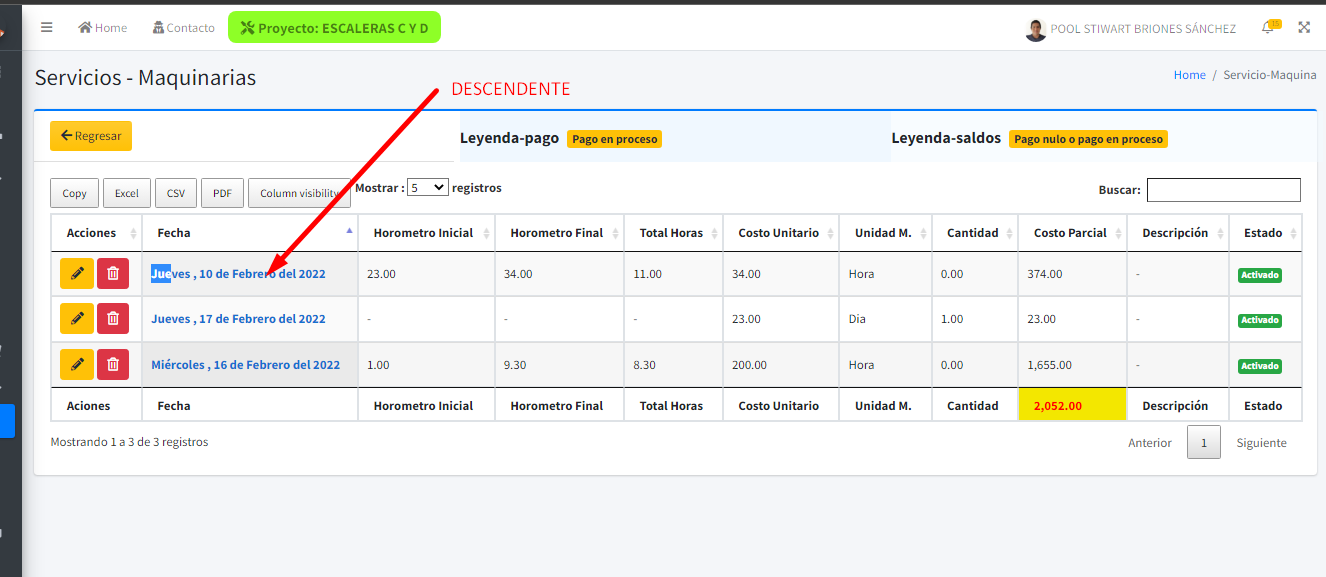 Home Contacto Proyecto: ESCALERAS C Y D POOL STIWART BRIONES SÁNCHEZ 15
Servicios - Maquinarias Home / Servicio-Maquina
DESCENDENTE
Regresar Leyenda-pago Pago en proceso Leyenda-saldos Pago nulo o pago en proceso
Copy Excel CSV PDF Column visibility Mostrar : 5 registros Buscar:
Acciones Fecha Horometro Inicial Horometro Final Total Horas Costo Unitario Unidad M. Cantidad Costo Parcial Descripción Estado
Jueves , 10 de Febrero del 2022 23.00 34.00 11.00 34.00 Hora 0.00 374.00 - Activado
Jueves , 17 de Febrero del 2022 - - - 23.00 Dia 1.00 23.00 - Activado
Miércoles , 16 de Febrero del 2022 1.00 9.30 8.30 200.00 Hora 0.00 1,655.00 - Activado
Acciones Fecha Horometro Inicial Horometro Final Total Horas Costo Unitario Unidad M. Cantidad 2,052.00 Descripción Estado
Mostrando 1 a 3 de 3 registros Anterior 1 Siguiente